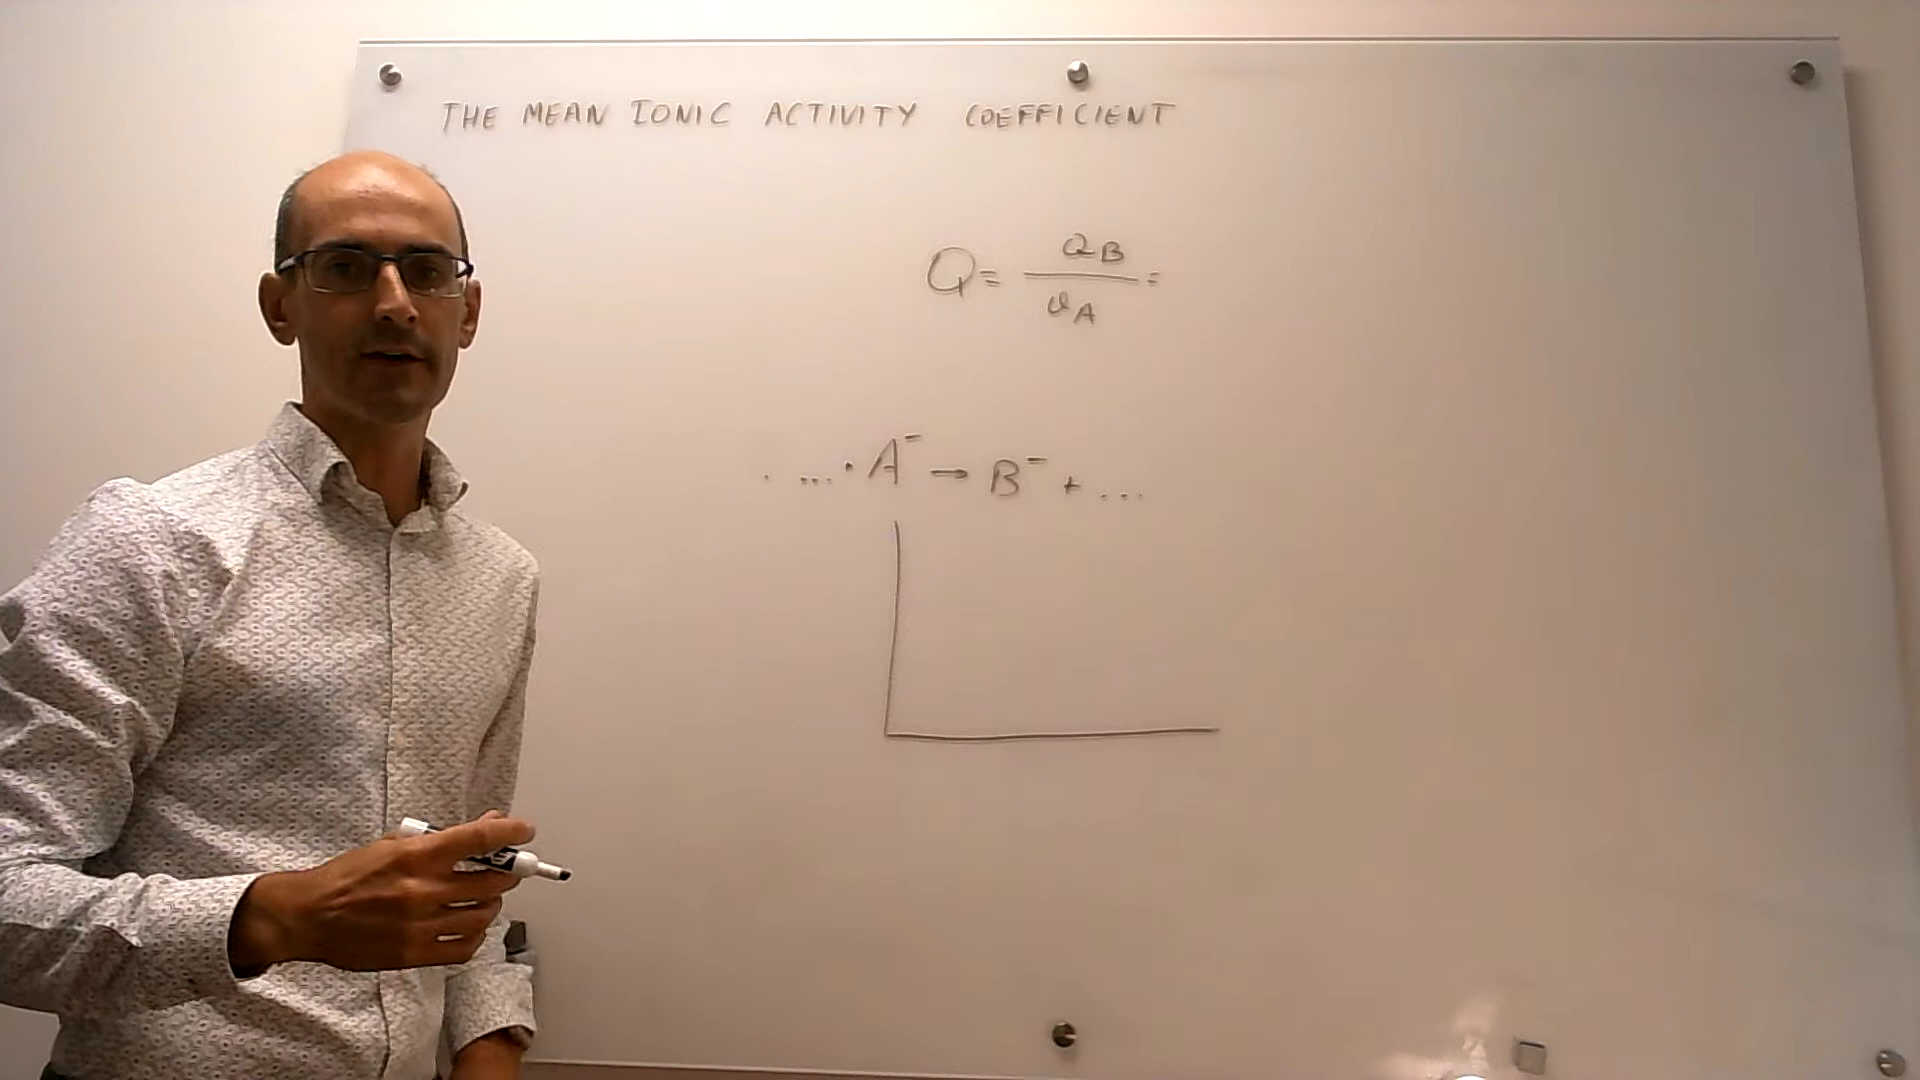 THE MEAN IONIC ACTIVITY COEFFICIENT
Q = aB / aA =
. .... . A⁻ → B⁻ + ...